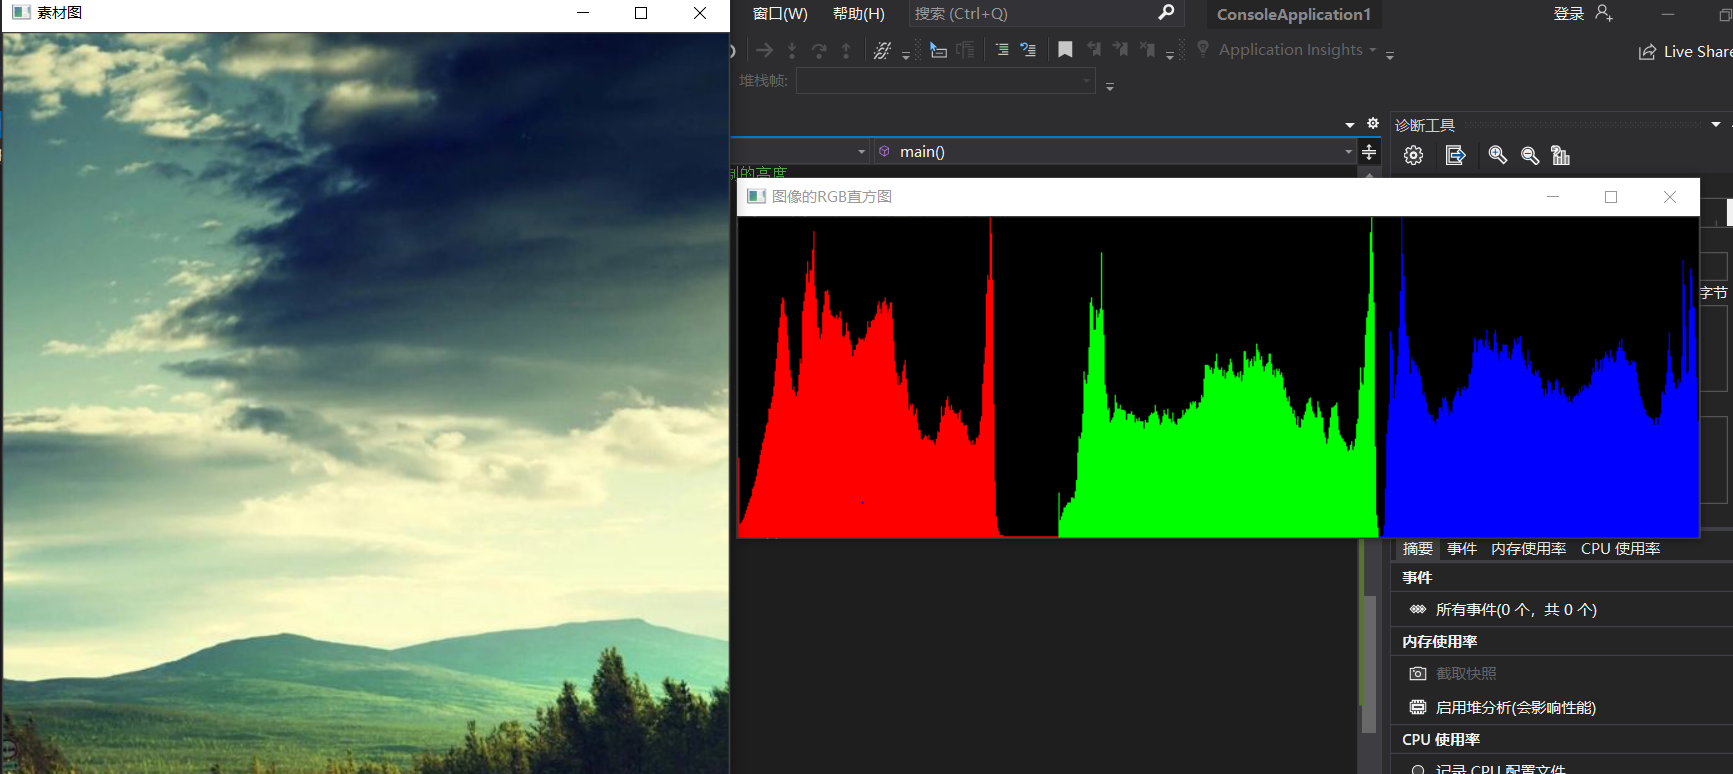 素材图
窗口(W) 帮助(H) 搜索 (Ctrl+Q) ConsoleApplication1 登录
Application Insights Live Share
堆栈帧:
诊断工具
main()
的高度
图像的RGB直方图
字节
摘要 事件 内存使用率 CPU 使用率
事件
所有事件(0 个，共 0 个)
内存使用率
截取快照
启用堆分析(会影响性能)
CPU 使用率
记录 CPU 配置文件